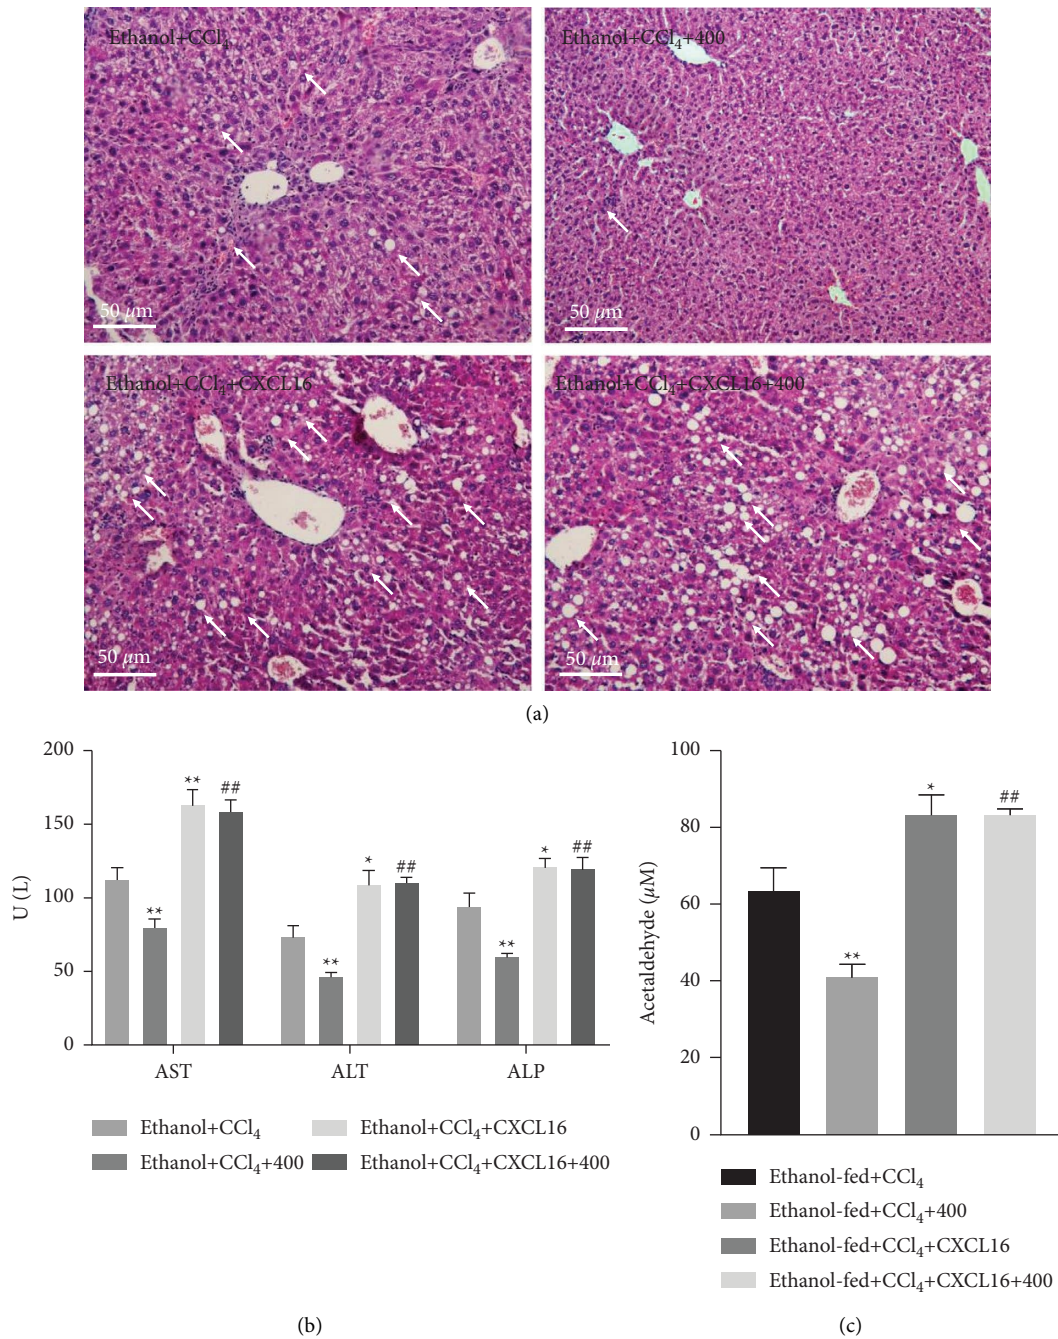 Ethanol+CCl₄
Ethanol+CCl₄+400
50 µm
50 µm
Ethanol+CCl₄+CXCL16
Ethanol+CCl₄+CXCL16+400
50 µm
50 µm
(a)
200
150
100
50
0
U (L)
**
**
**
##
**
*
##
**
*
##
AST
ALT
ALP
Ethanol+CCl₄
Ethanol+CCl₄+CXCL16
Ethanol+CCl₄+400
Ethanol+CCl₄+CXCL16+400
(b)
100
80
60
40
20
0
Acetaldehyde (µM)
**
*
##
Ethanol-fed+CCl₄
Ethanol-fed+CCl₄+400
Ethanol-fed+CCl₄+CXCL16
Ethanol-fed+CCl₄+CXCL16+400
(c)